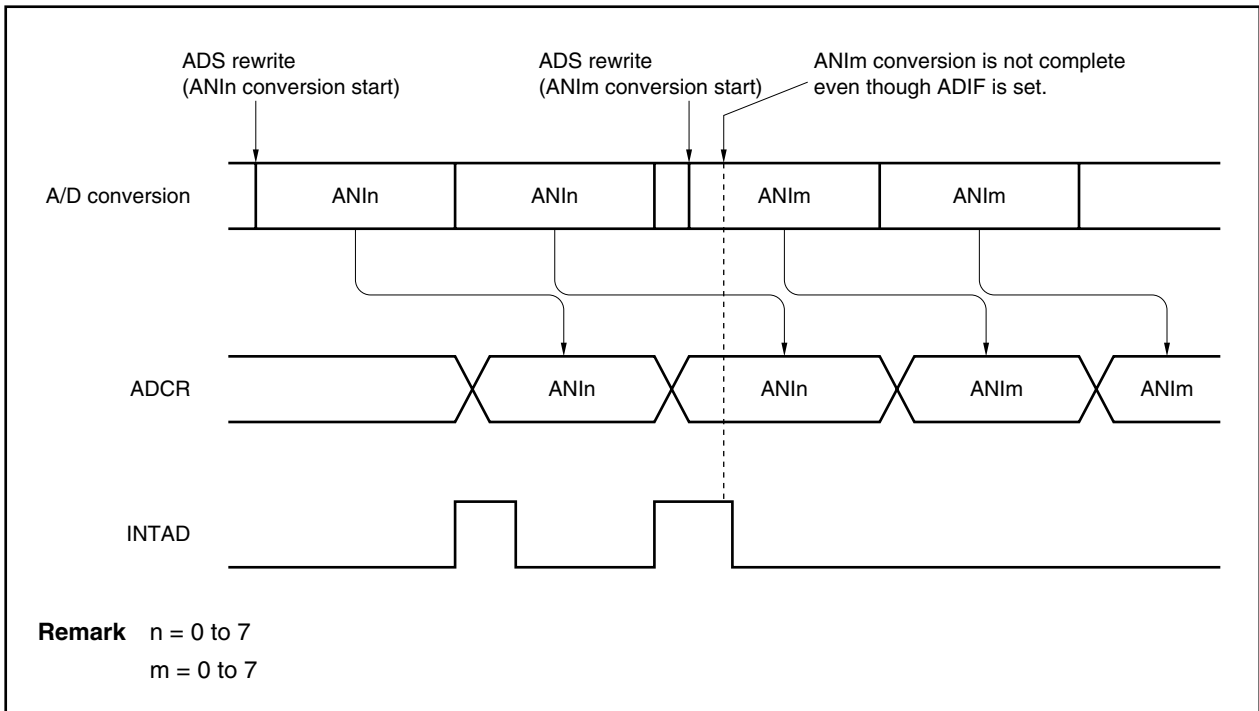 ADS rewrite
(ANIn conversion start)
ADS rewrite
(ANIm conversion start)
ANIm conversion is not complete
even though ADIF is set.
A/D conversion
ANIn
ANIn
ANIm
ANIm
ADCR
ANIn
ANIn
ANIm
ANIm
INTAD
Remark n = 0 to 7
m = 0 to 7